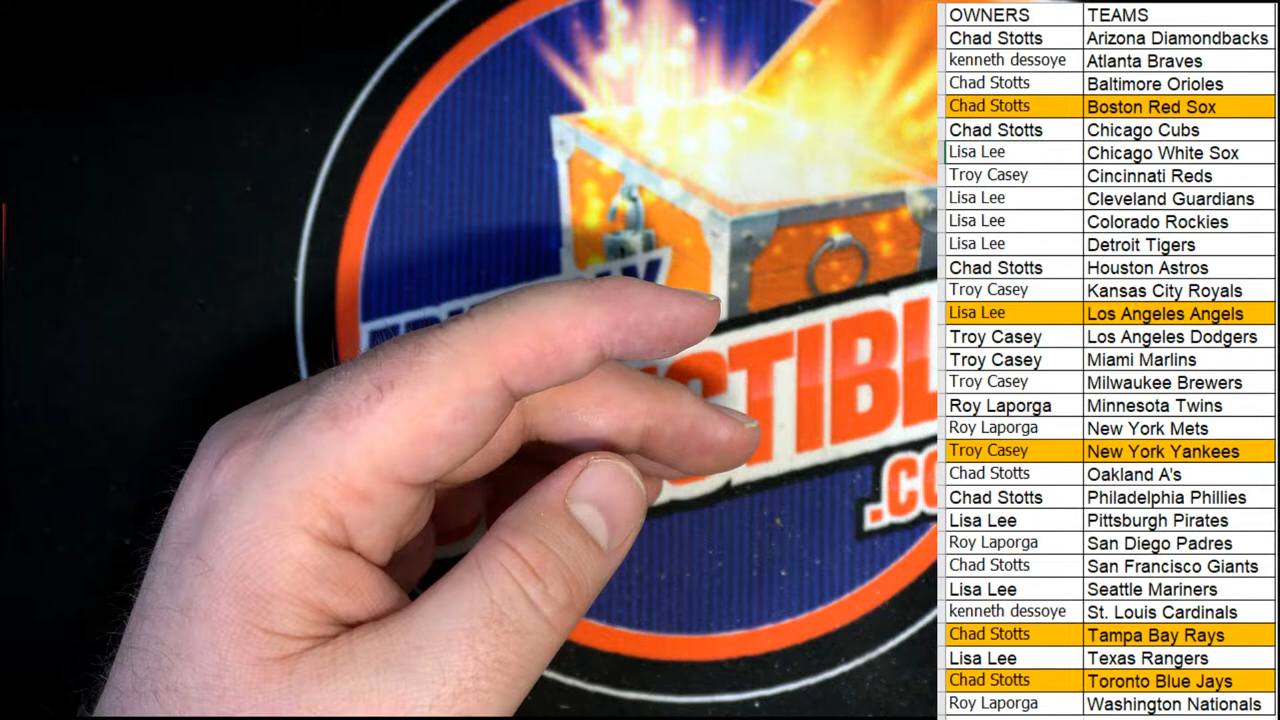 OWNERS TEAMS
Chad Stotts Arizona Diamondbacks
kenneth dessoye Atlanta Braves
Chad Stotts Baltimore Orioles
Chad Stotts Boston Red Sox
Chad Stotts Chicago Cubs
Lisa Lee Chicago White Sox
Troy Casey Cincinnati Reds
Lisa Lee Cleveland Guardians
Lisa Lee Colorado Rockies
Lisa Lee Detroit Tigers
Chad Stotts Houston Astros
Troy Casey Kansas City Royals
Lisa Lee Los Angeles Angels
Troy Casey Los Angeles Dodgers
Troy Casey Miami Marlins
Troy Casey Milwaukee Brewers
Roy Laporga Minnesota Twins
Roy Laporga New York Mets
Troy Casey New York Yankees
Chad Stotts Oakland A's
Chad Stotts Philadelphia Phillies
Lisa Lee Pittsburgh Pirates
Roy Laporga San Diego Padres
Chad Stotts San Francisco Giants
Lisa Lee Seattle Mariners
kenneth dessoye St. Louis Cardinals
Chad Stotts Tampa Bay Rays
Lisa Lee Texas Rangers
Chad Stotts Toronto Blue Jays
Roy Laporga Washington Nationals
CTIBL
.CO